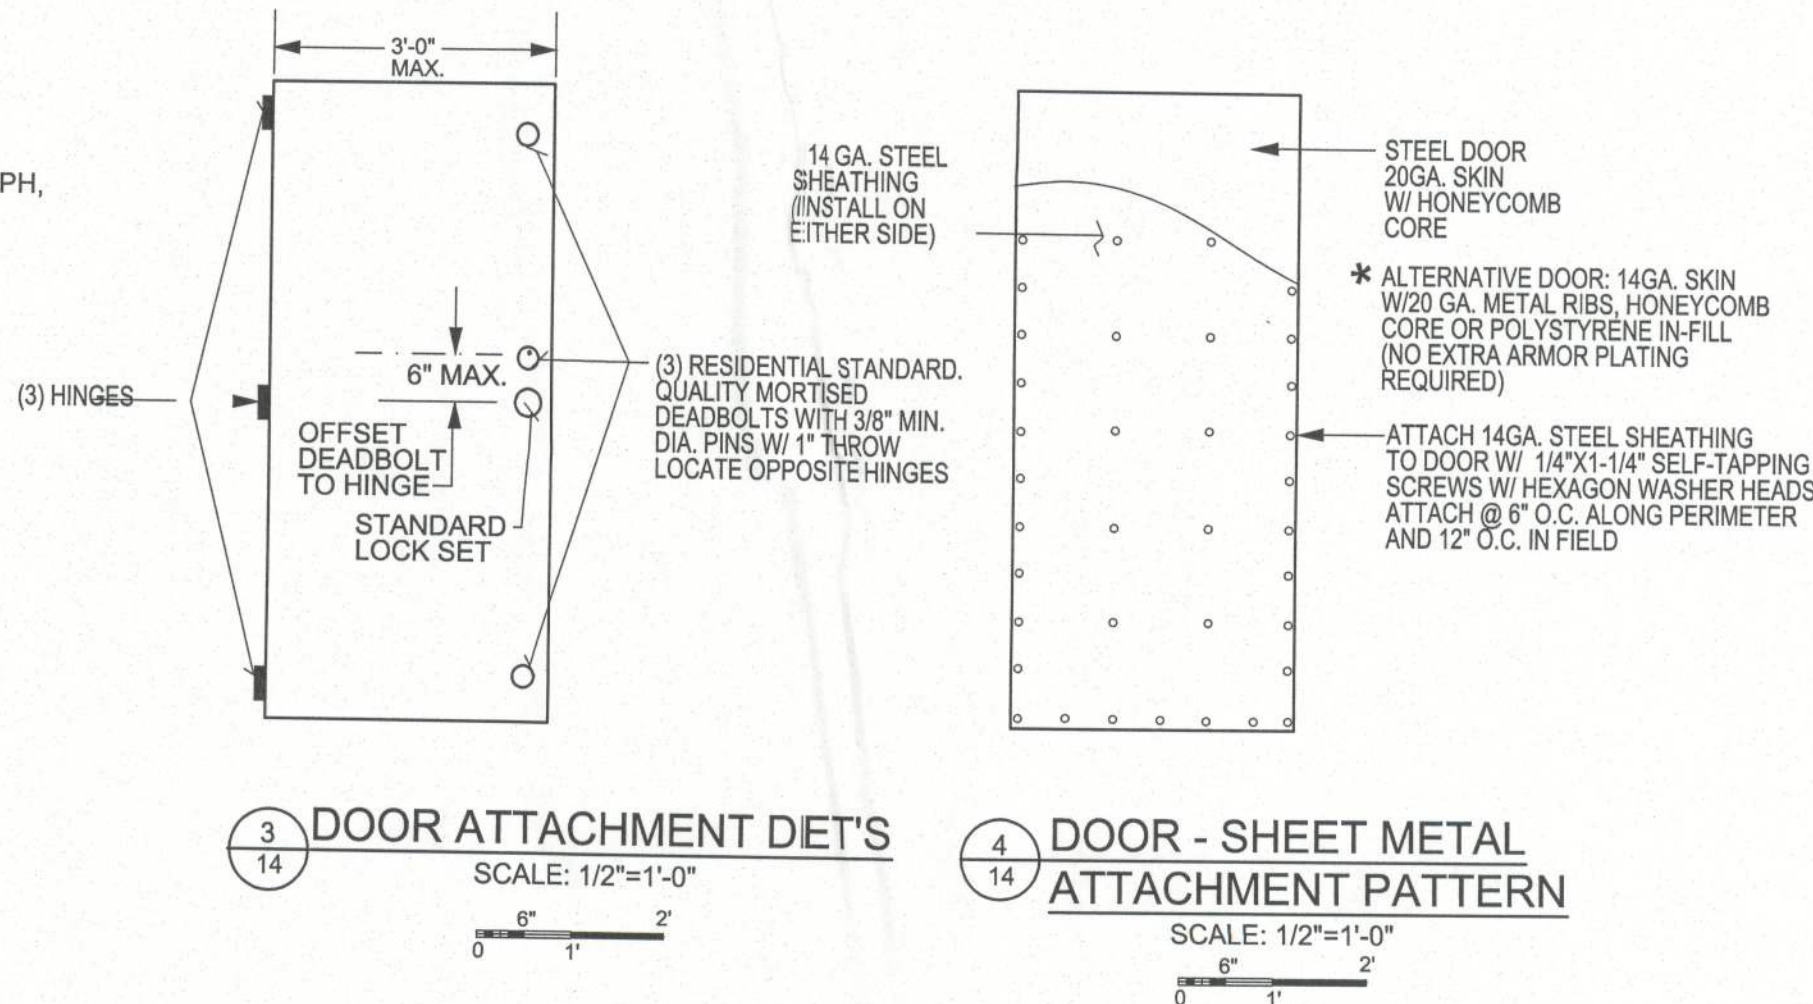 3'-0"
MAX.
PH,
(3) HINGES
6" MAX.
OFFSET
DEADBOLT
TO HINGE
STANDARD
LOCK SET
(3) RESIDENTIAL STANDARD.
QUALITY MORTISED
DEADBOLTS WITH 3/8" MIN.
DIA. PINS W/ 1" THROW
LOCATE OPPOSITE HINGES
3
14
DOOR ATTACHMENT DET'S
SCALE: 1/2"=1'-0"
6" 2'
0 1'
14 GA. STEEL
SHEATHING
(INSTALL ON
EITHER SIDE)
STEEL DOOR
20GA. SKIN
W/ HONEYCOMB
CORE
* ALTERNATIVE DOOR: 14GA. SKIN
W/20 GA. METAL RIBS, HONEYCOMB
CORE OR POLYSTYRENE IN-FILL
(NO EXTRA ARMOR PLATING
REQUIRED)
ATTACH 14GA. STEEL SHEATHING
TO DOOR W/ 1/4"X1-1/4" SELF-TAPPING
SCREWS W/ HEXAGON WASHER HEADS
ATTACH @ 6" O.C. ALONG PERIMETER
AND 12" O.C. IN FIELD
4
14
DOOR - SHEET METAL
ATTACHMENT PATTERN
SCALE: 1/2"=1'-0"
6" 2'
0 1'